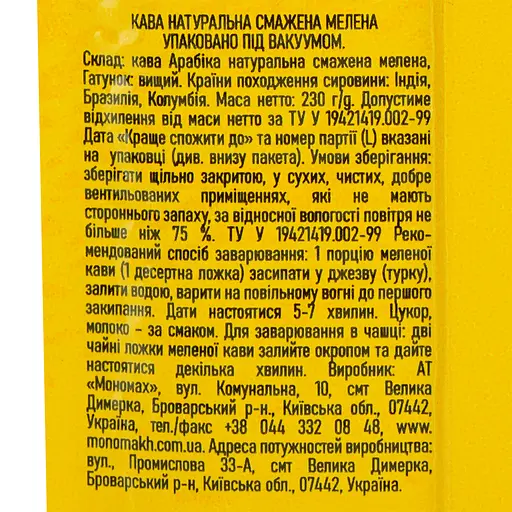 КАВА НАТУРАЛЬНА СМАЖЕНА МЕЛЕНА
УПАКОВАНО ПІД ВАКУУМОМ.
Склад: кава Арабіка натуральна смажена мелена,
Гатунок: вищий. Країни походження сировини: Індія,
Бразилія, Колумбія. Маса нетто: 230 г/g. Допустиме
відхилення від маси нетто за ТУ У 19421419.002-99
Дата «Краще спожити до» та номер партії (L) вказані
на упаковці (див. внизу пакета). Умови зберігання:
зберігати щільно закритою, у сухих, чистих, добре
вентильованих приміщеннях, які не мають
стороннього запаху, за відносної вологості повітря не
більше ніж 75 %. ТУ У 19421419.002-99 Реко-
мендований спосіб заварювання: 1 порцію меленої
кави (1 десертна ложка) засипати у джезву (турку),
залити водою, варити на повільному вогні до першого
закипання. Дати настоятися 5-7 хвилин. Цукор,
молоко - за смаком. Для заварювання в чашці: дві
чайні ложки меленої кави залийте окропом та дайте
настоятися декілька хвилин. Виробник: АТ
«Мономах», вул. Комунальна, 10, смт Велика
Димерка, Броварський р-н., Київська обл., 07442,
Україна, тел./факс +38 044 332 08 48, www.
monomakh.com.ua. Адреса потужностей виробництва:
вул., Промислова 33-А, смт Велика Димерка,
Броварський р-н, Київська обл., 07442, Україна.